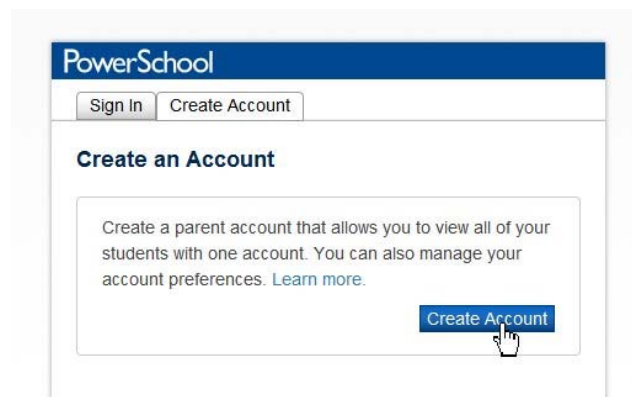 PowerSchool
Sign In
Create Account
Create an Account
Create a parent account that allows you to view all of your
students with one account. You can also manage your
account preferences. Learn more.
Create Account